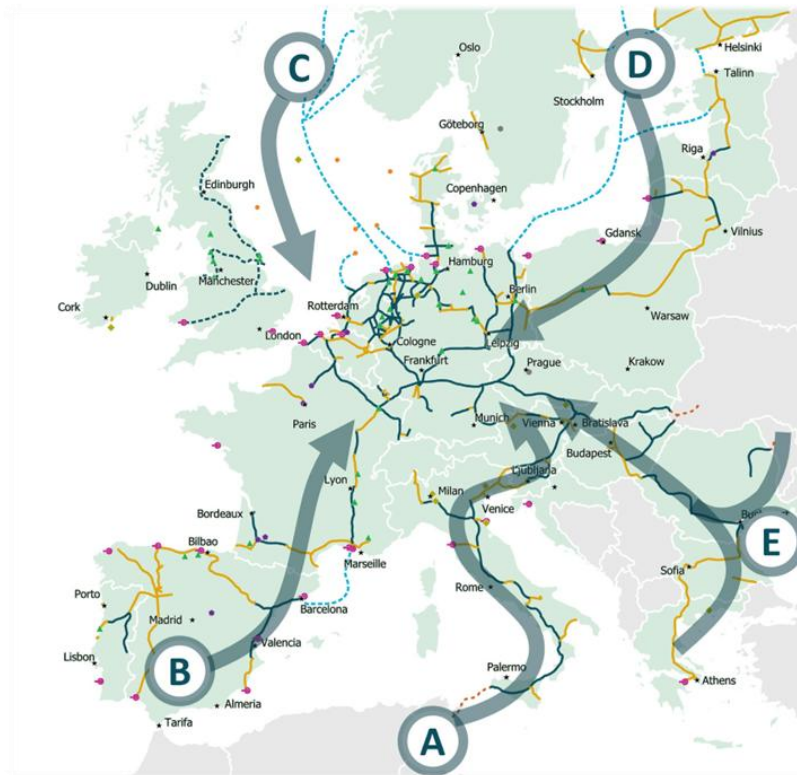 C
D
Oslo
Helsinki
Talinn
Stockholm
Göteborg
Riga
Edinburgh
Copenhagen
Vilnius
Gdansk
Dublin
Manchester
Hamburg
Cork
Berlin
Rotterdam
Warsaw
London
Cologne
Leipzig
Frankfurt
Prague
Krakow
Paris
Munich
Vienna
Bratislava
Budapest
Lyon
Ljubljana
Milan
Venice
Bordeaux
E
Bilbao
Marseille
Sofia
Rome
Porto
Barcelona
Madrid
Valencia
Lisbon
B
Palermo
Athens
Almeria
Tarifa
A